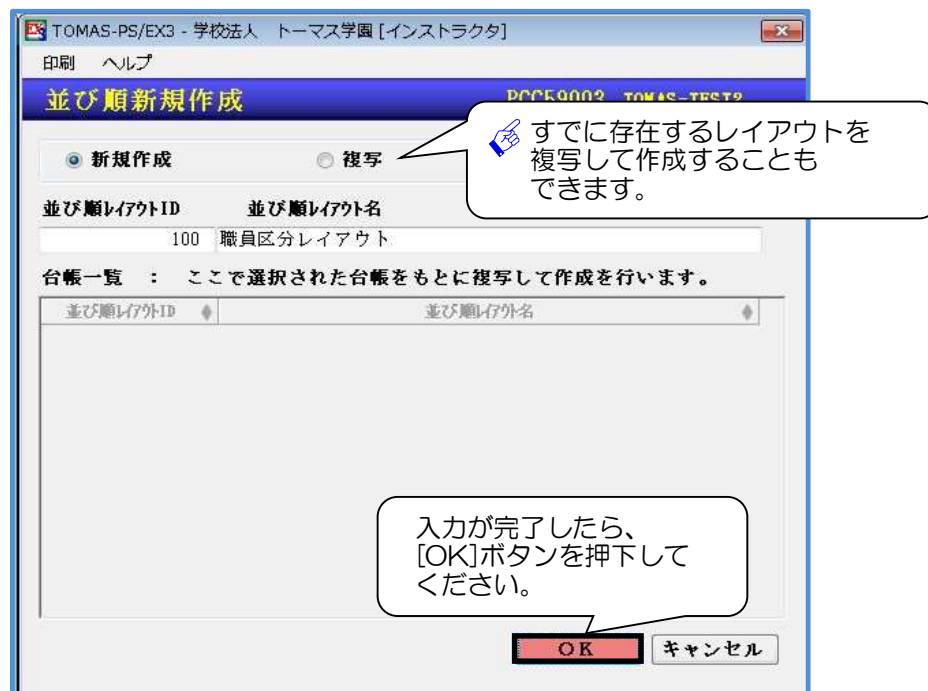 TOMAS-PS/EX3 - 学校法人　トーマス学園 [インストラクタ]
印刷　ヘルプ
並び順新規作成　PCC59003　TOMAS-TEST2
すでに存在するレイアウトを
複写して作成することも
できます。
新規作成　複写
並び順ﾚｲｱｳﾄID　並び順ﾚｲｱｳﾄ名
100　職員区分レイアウト
台帳一覧　：　ここで選択された台帳をもとに複写して作成を行います。
並び順ﾚｲｱｳﾄID　並び順ﾚｲｱｳﾄ名
入力が完了したら、
[OK]ボタンを押下して
ください。
OK　キャンセル